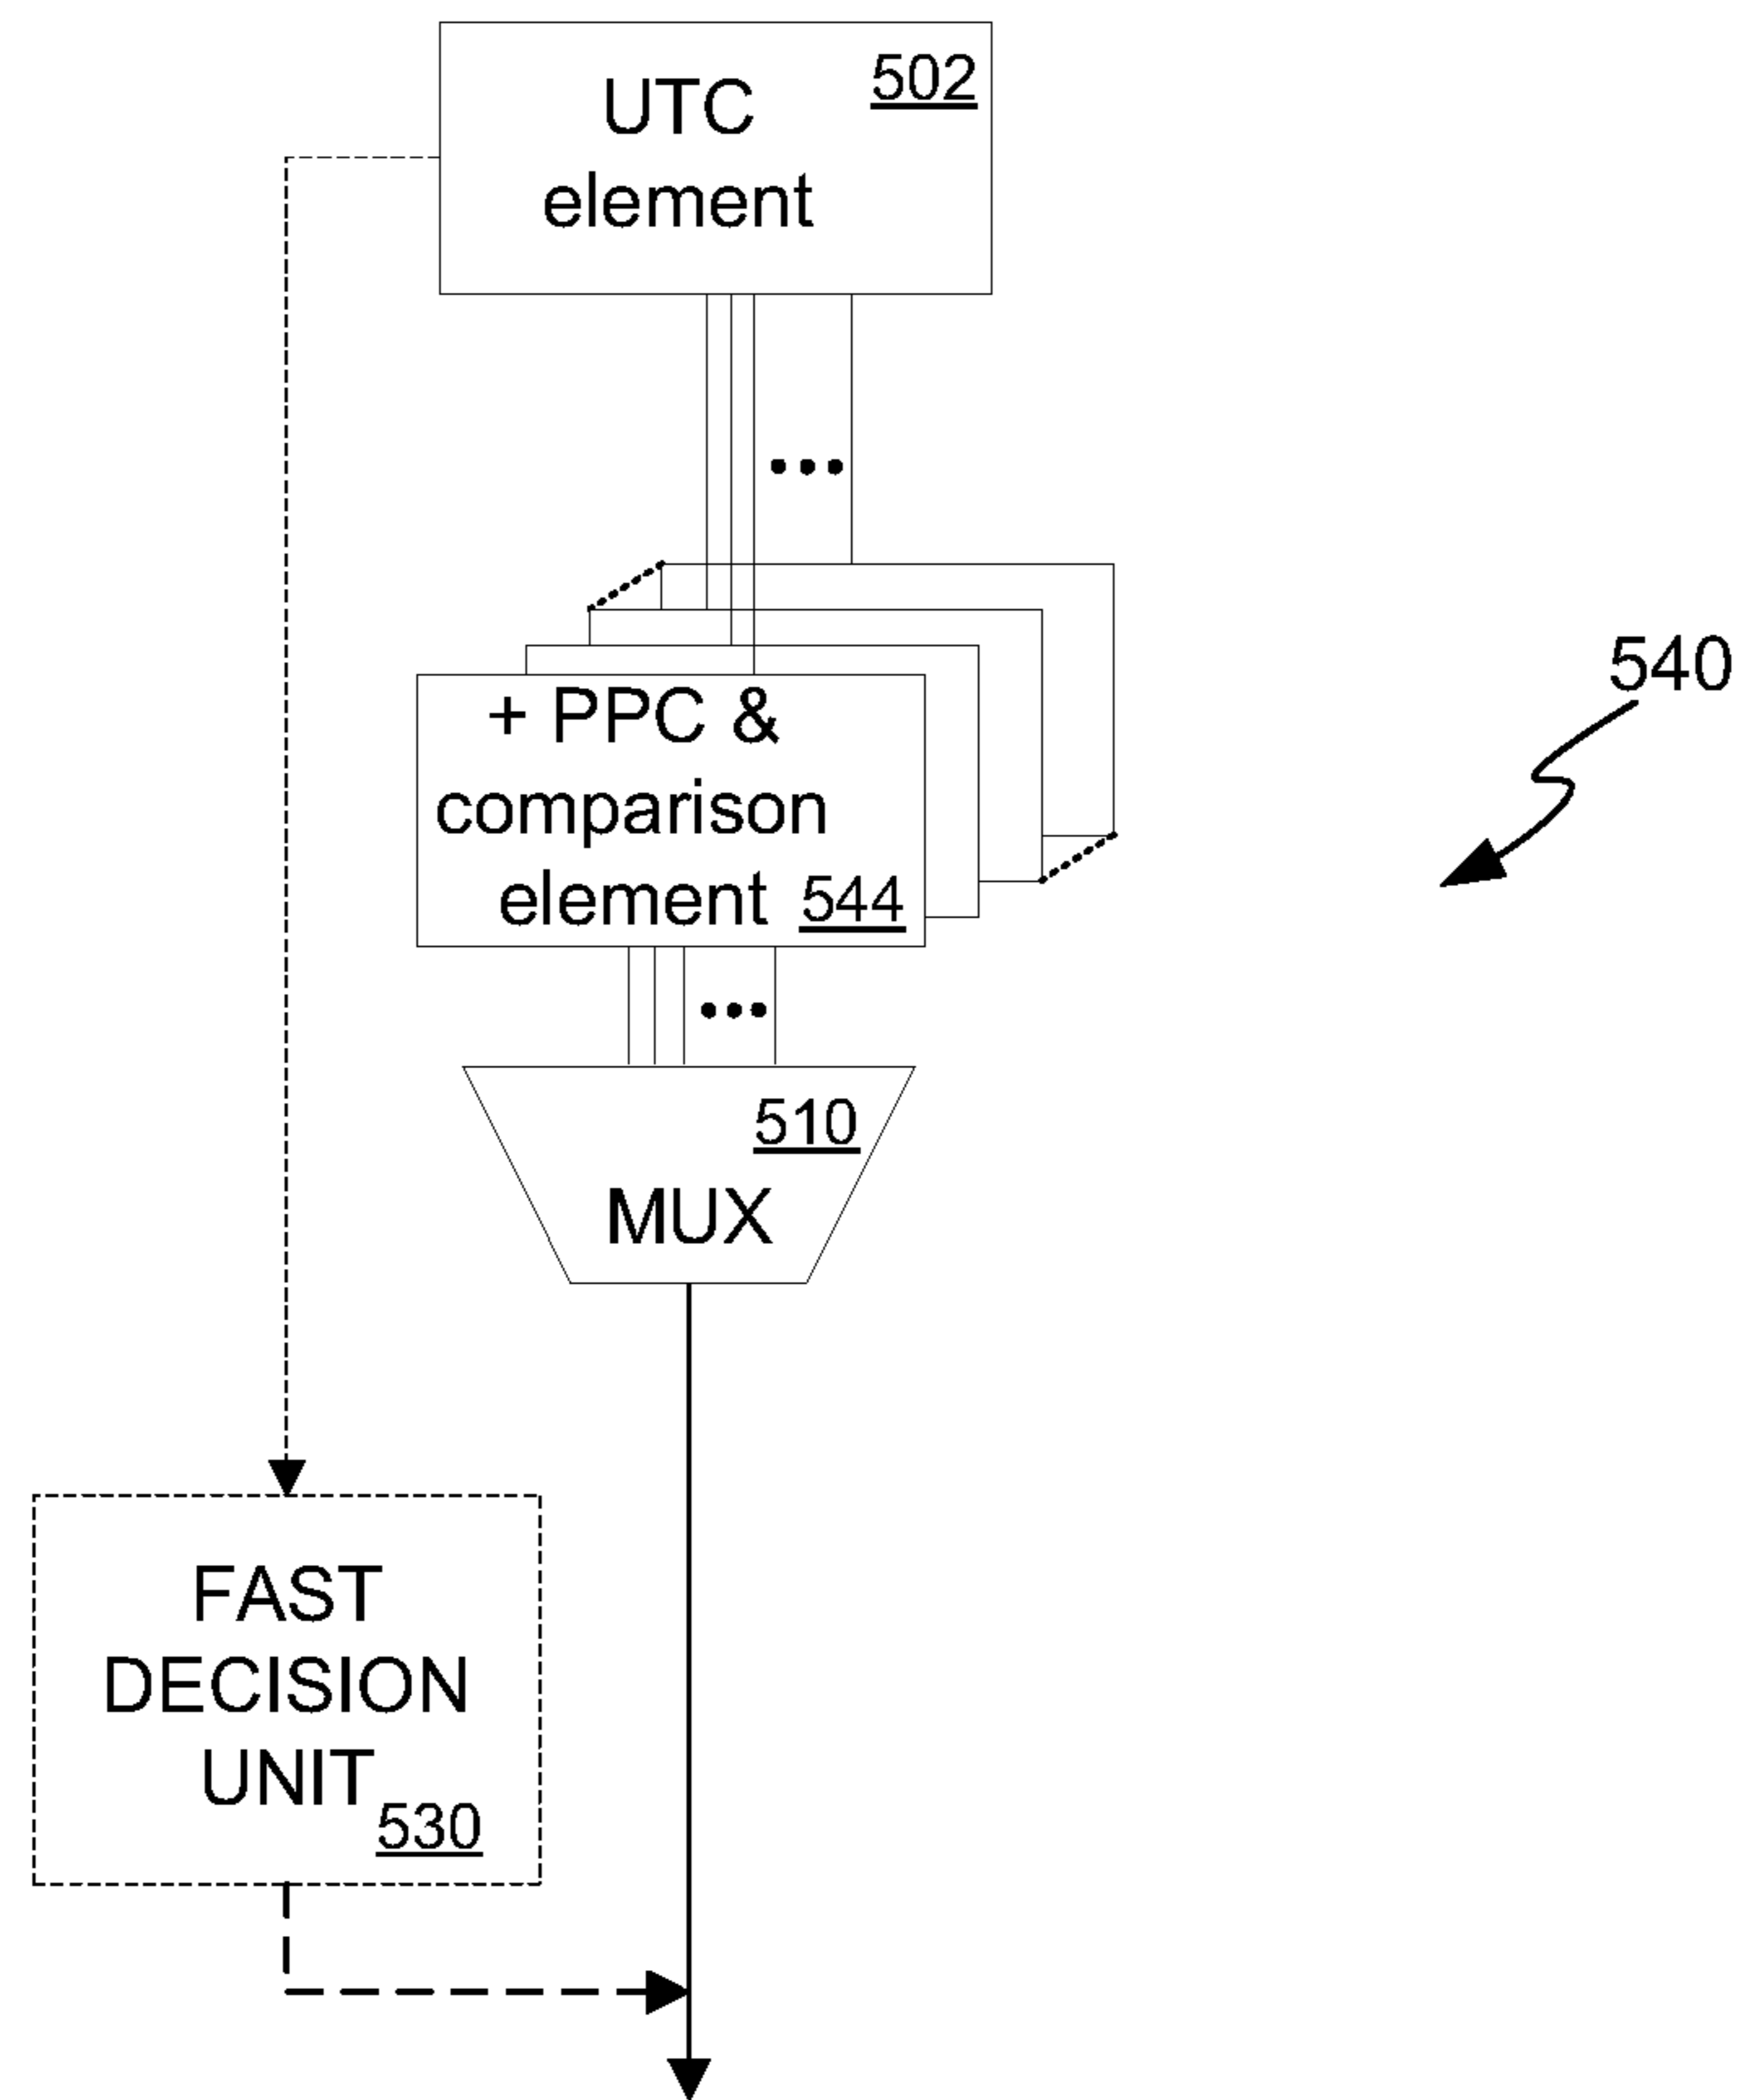 UTC
502
element
•••
540
+ PPC &
comparison
element 544
•••
510
MUX
FAST
DECISION
UNIT
530